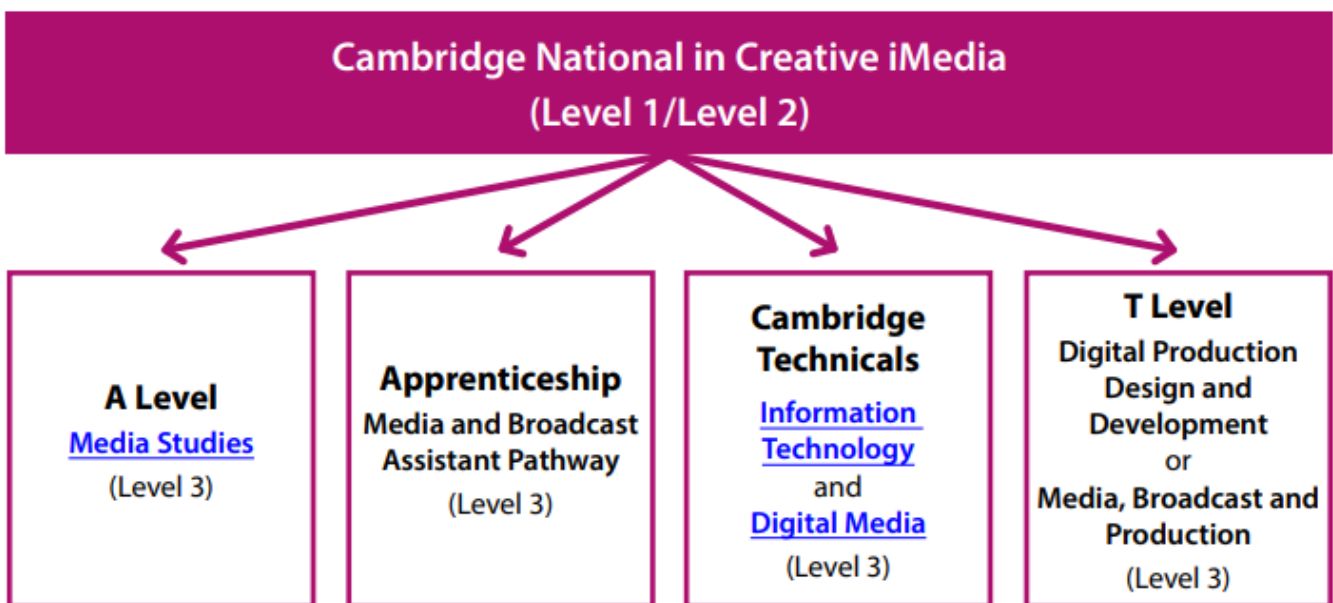 Cambridge National in Creative iMedia
(Level 1/Level 2)
A Level
Media Studies
(Level 3)
Apprenticeship
Media and Broadcast
Assistant Pathway
(Level 3)
Cambridge
Technicals
Information
Technology
and
Digital Media
(Level 3)
T Level
Digital Production
Design and
Development
or
Media, Broadcast and
Production
(Level 3)